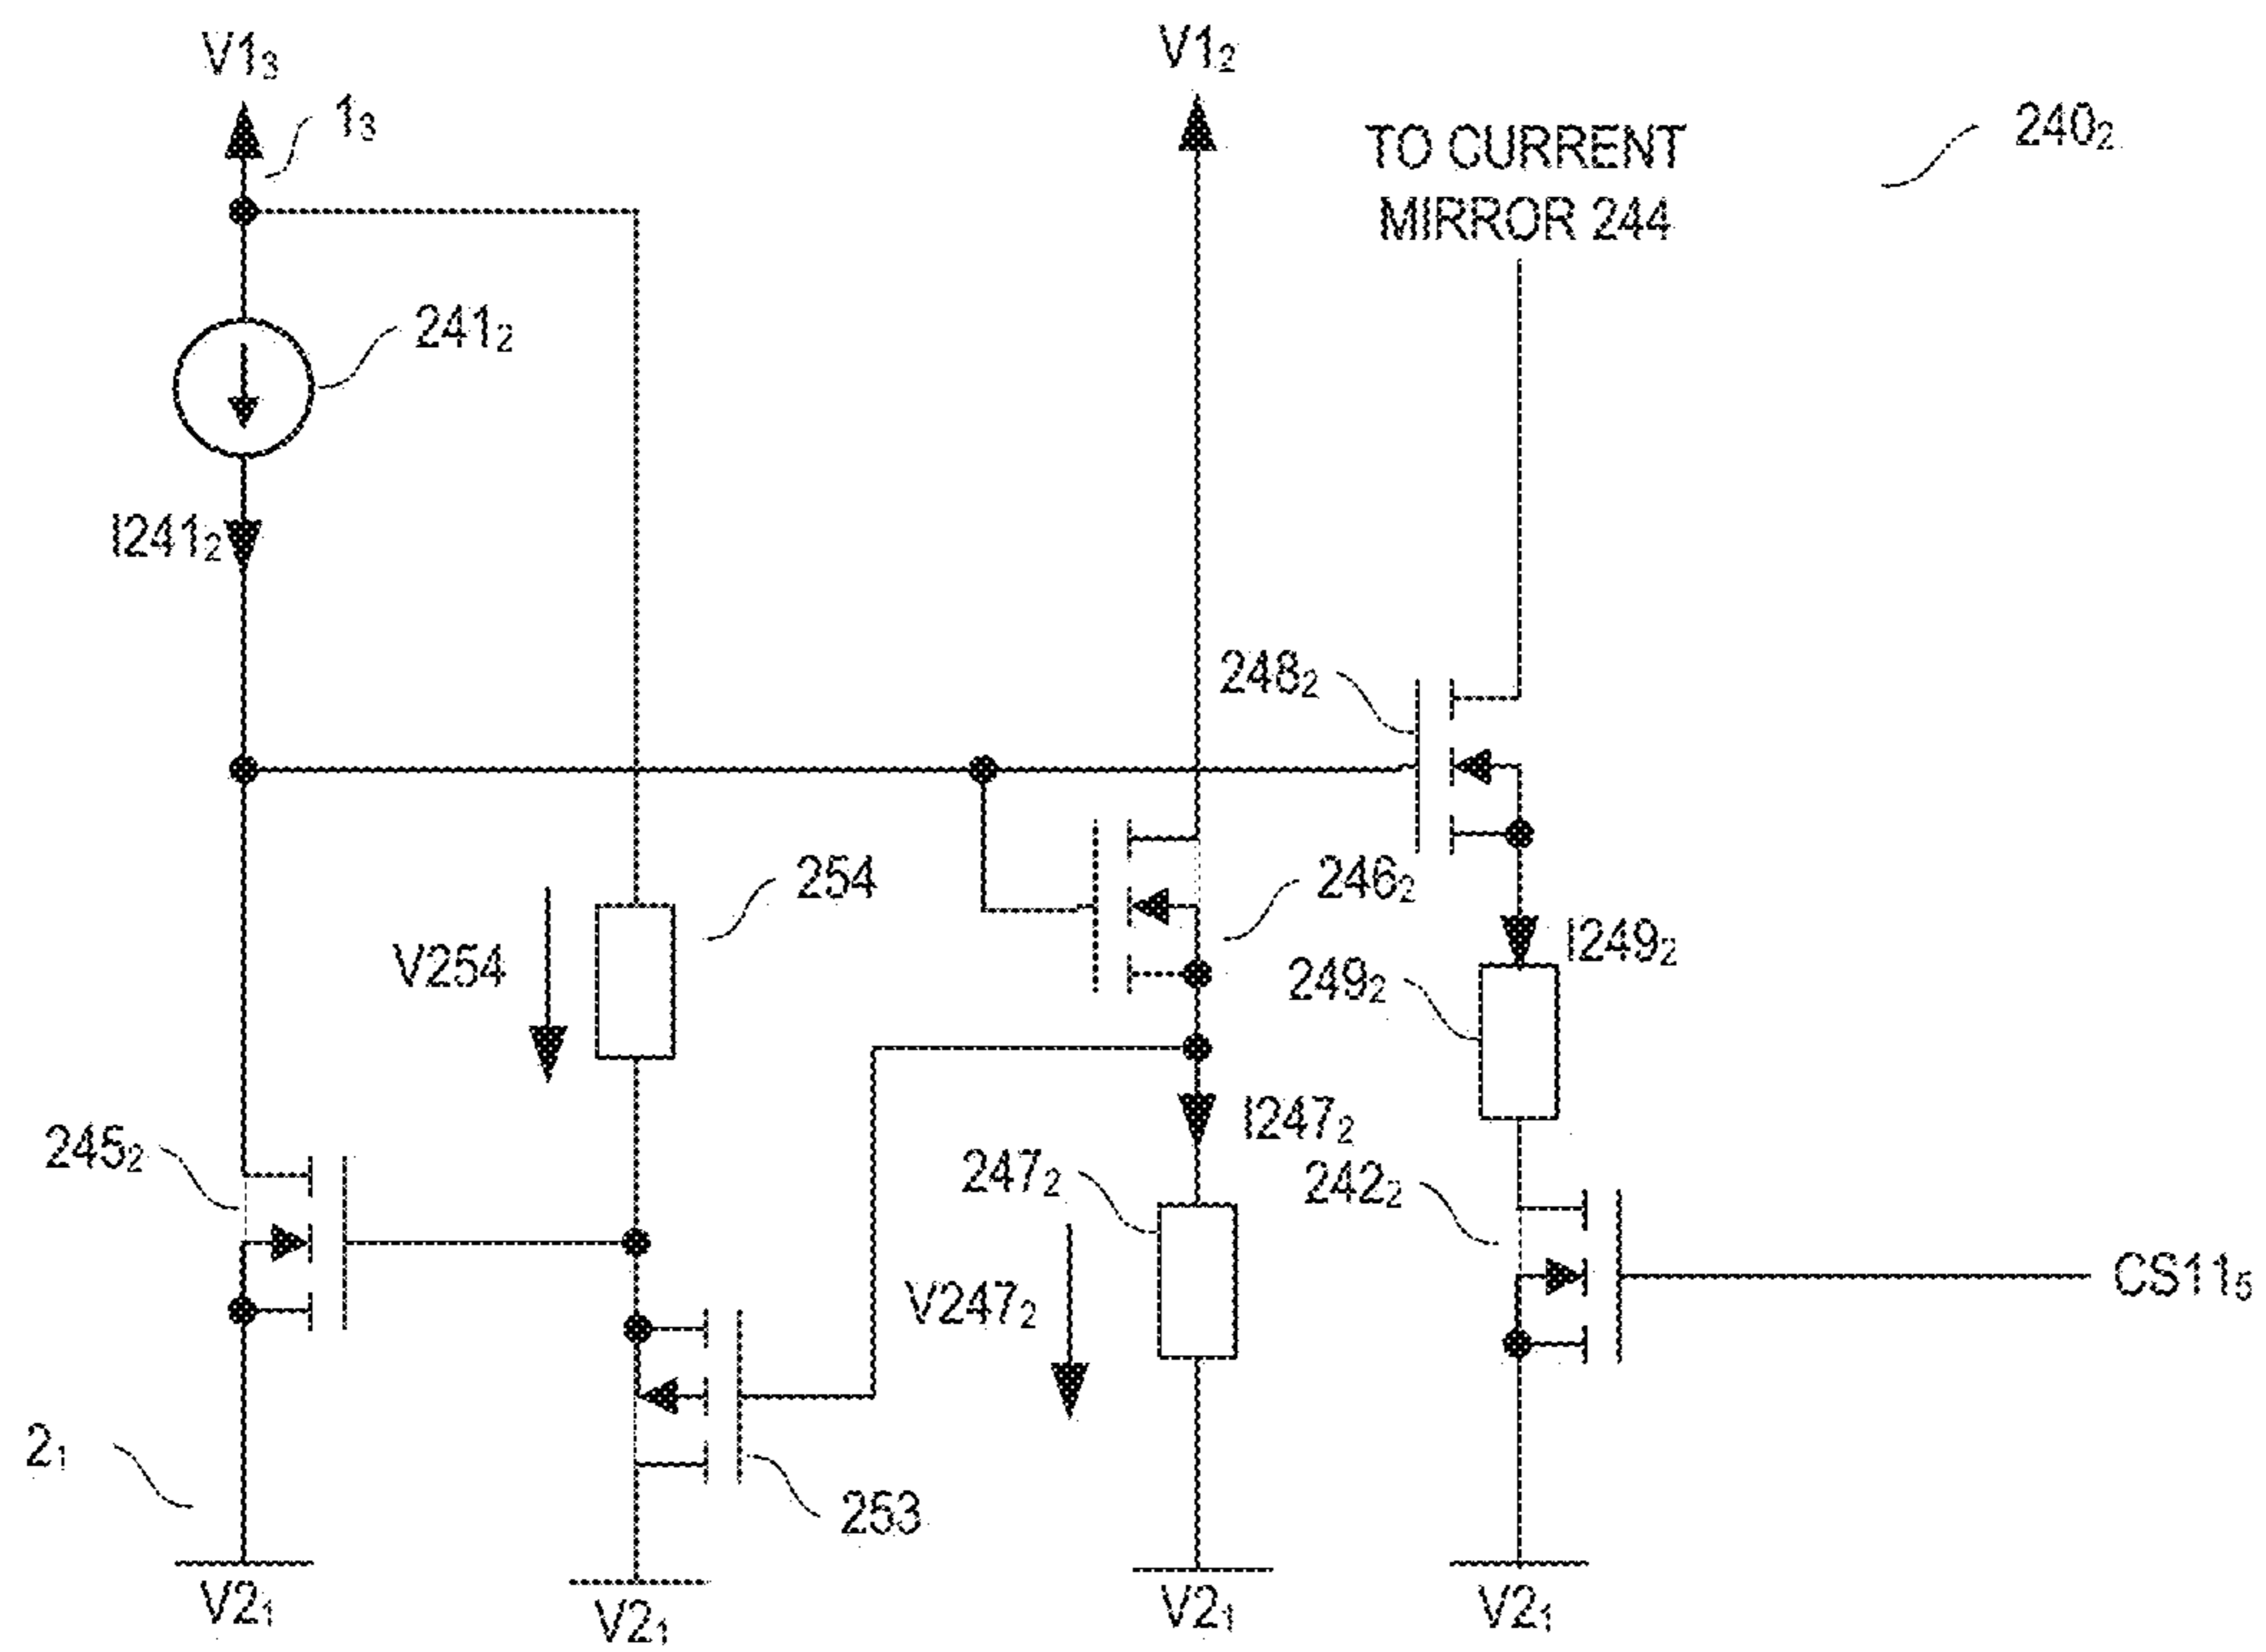 V1₃
V1₂
1₃
TO CURRENT
MIRROR 244
240₂
241₂
I241₂
248₂
254
246₂
V254
I249₂
249₂
245₂
I247₂
247₂
242₂
V247₂
CS11₅
2₁
253
V2₁
V2₁
V2₁
V2₁